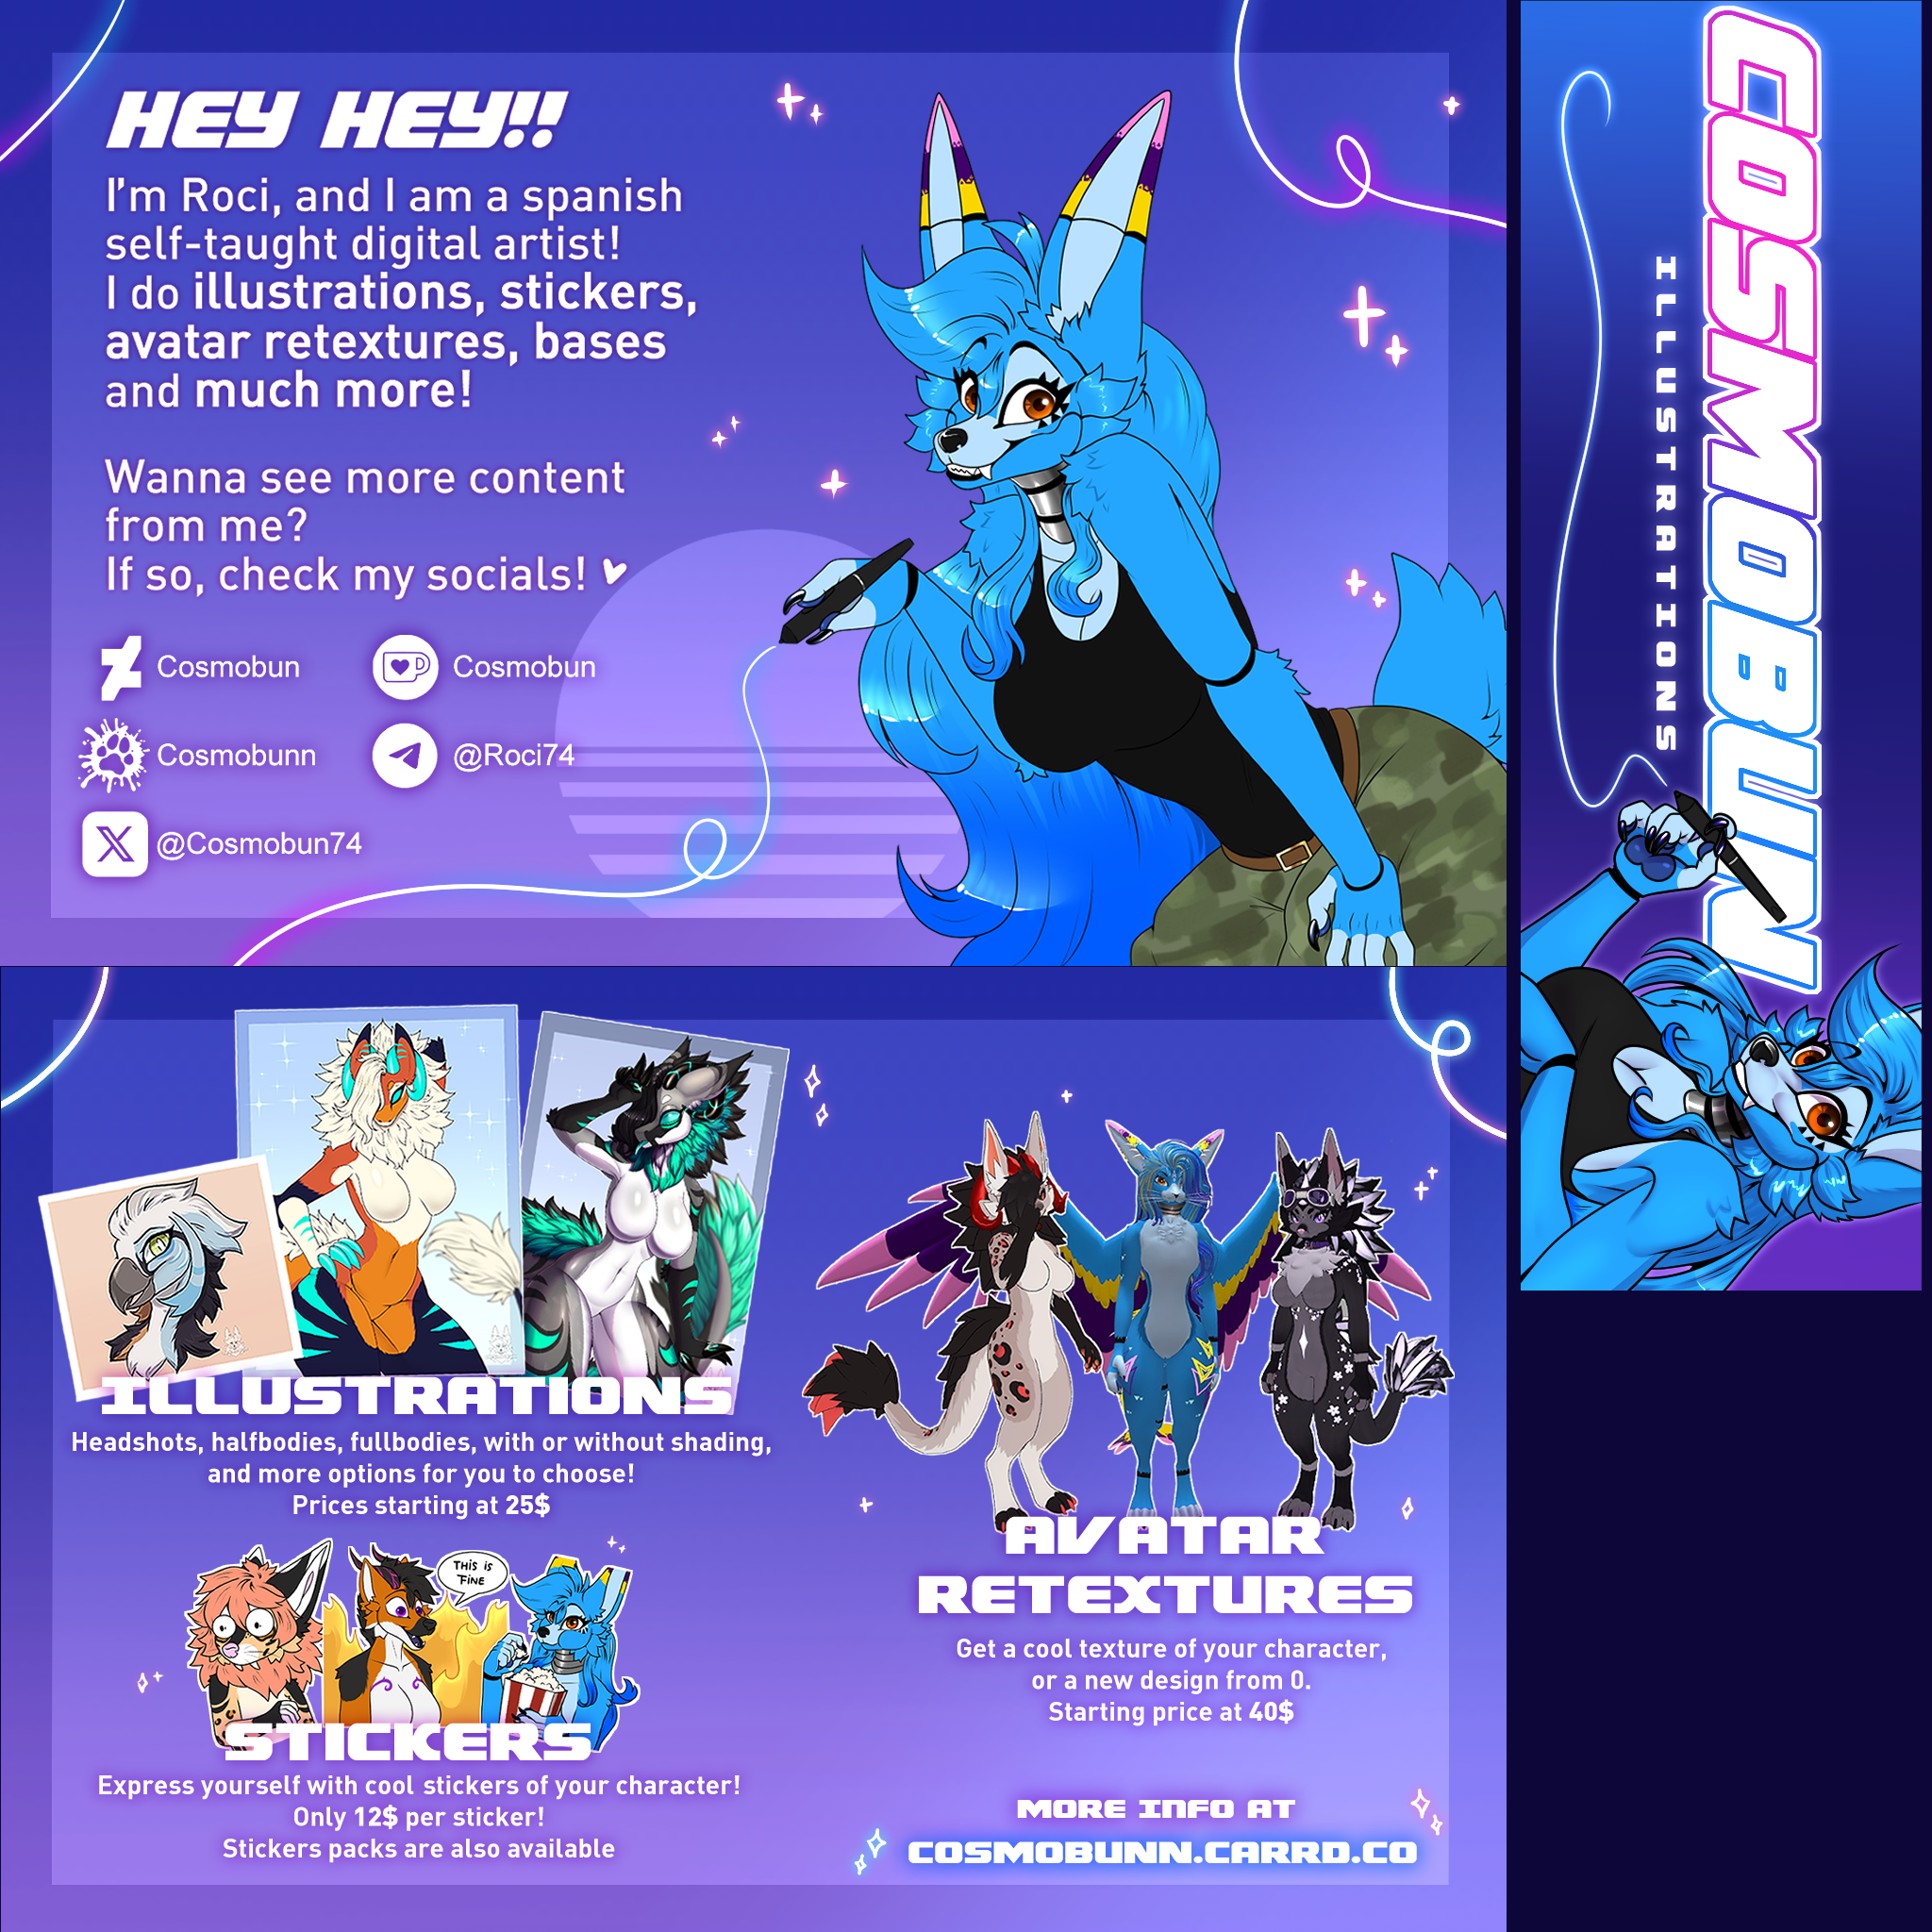 HEY HEY!!
I'm Roci, and I am a spanish
self-taught digital artist!
I do illustrations, stickers,
avatar retextures, bases
and much more!
Wanna see more content
from me?
If so, check my socials!
Cosmobun
Cosmobun
Cosmobunn
@Roci74
@Cosmobun74
COSMOBUN
ILLUSTRATIONS
ILLUSTRATIONS
Headshots, halfbodies, fullbodies, with or without shading,
and more options for you to choose!
Prices starting at 25$
THIS IS
FINE
STICKERS
Express yourself with cool stickers of your character!
Only 12$ per sticker!
Stickers packs are also available
AVATAR
RETEXTURES
Get a cool texture of your character,
or a new design from 0.
Starting price at 40$
MORE INFO AT
COSMOBUNN.CARRD.CO